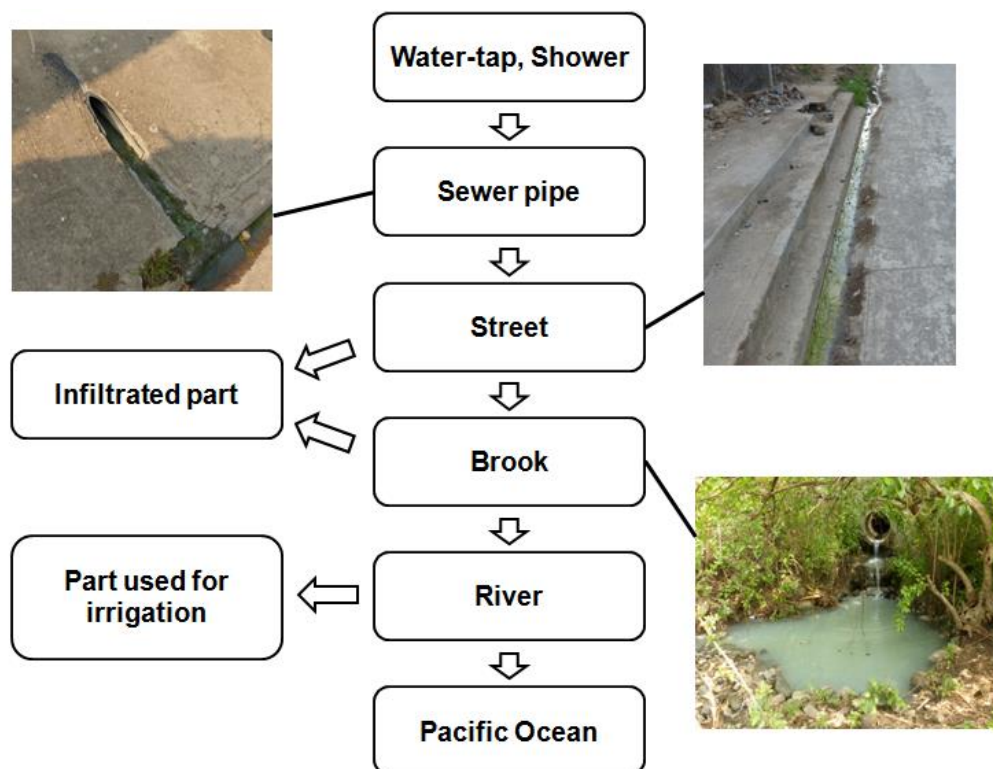 Water-tap, Shower
Sewer pipe
Street
Infiltrated part
Brook
Part used for
irrigation
River
Pacific Ocean